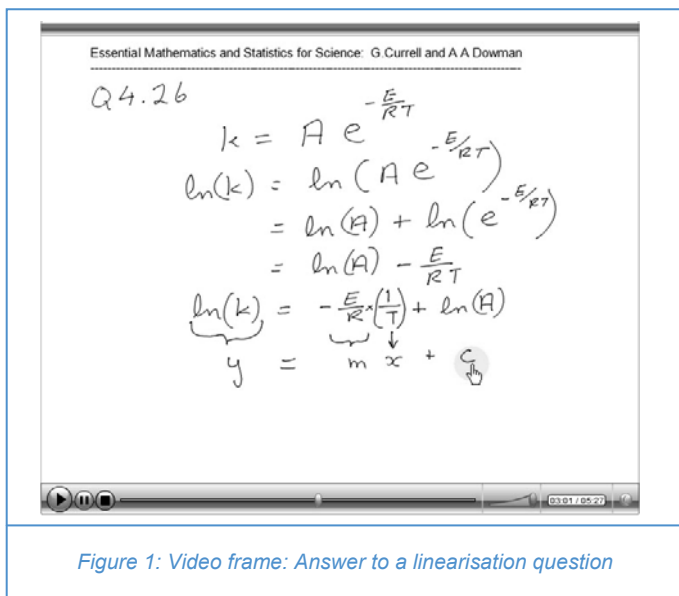 Essential Mathematics and Statistics for Science: G Currell and A A Dowman
Q4.26
k = A e^(-E/RT)
ln(k) = ln(A e^(-E/RT))
= ln(A) + ln(e^(-E/RT))
= ln(A) - E/RT
ln(k) = -E/R × (1/T) + ln(A)
y = m x + c
03:01 / 05:27
Figure 1: Video frame: Answer to a linearisation question